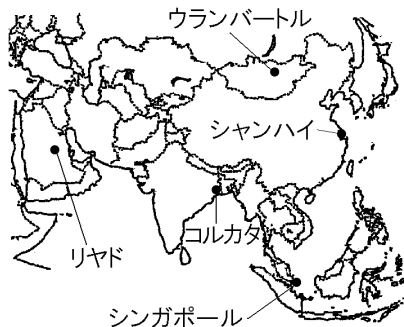 ウランバートル
シャンハイ
コルカタ
リヤド
シンガポール